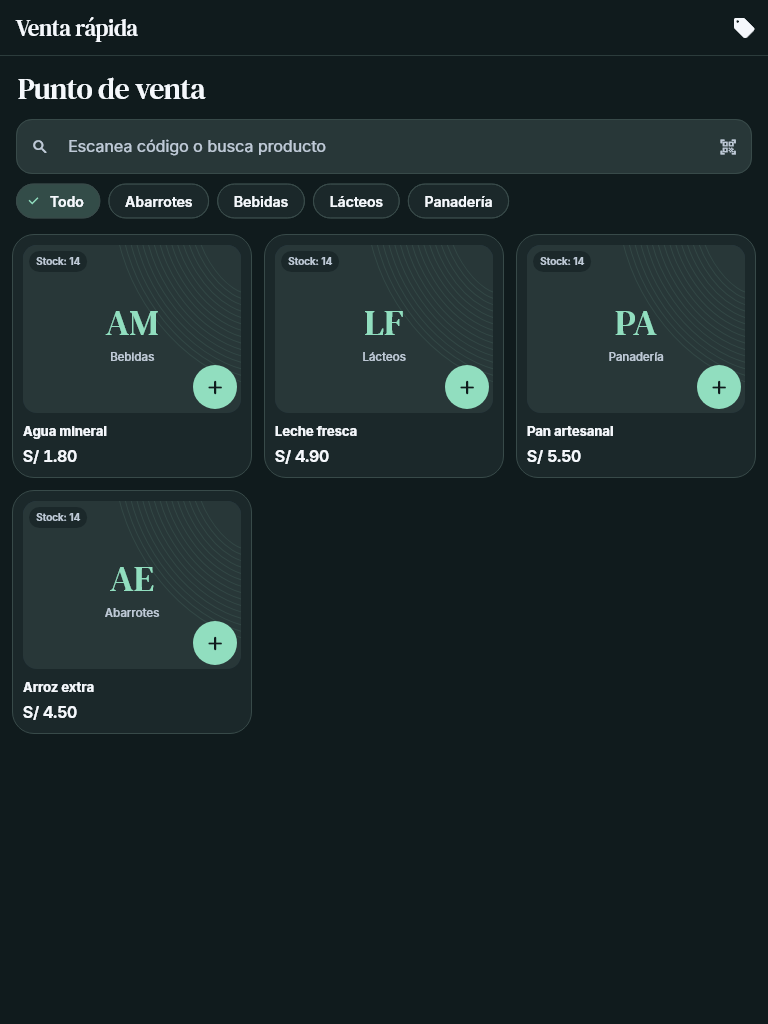 Venta rápida
Punto de venta
Escanea código o busca producto
Todo Abarrotes Bebidas Lácteos Panadería
Stock: 14 Stock: 14 Stock: 14
AM LF PA
Bebidas Lácteos Panadería
+ + +
Agua mineral Leche fresca Pan artesanal
S/ 1.80 S/ 4.90 S/ 5.50
Stock: 14
AE
Abarrotes
+
Arroz extra
S/ 4.50